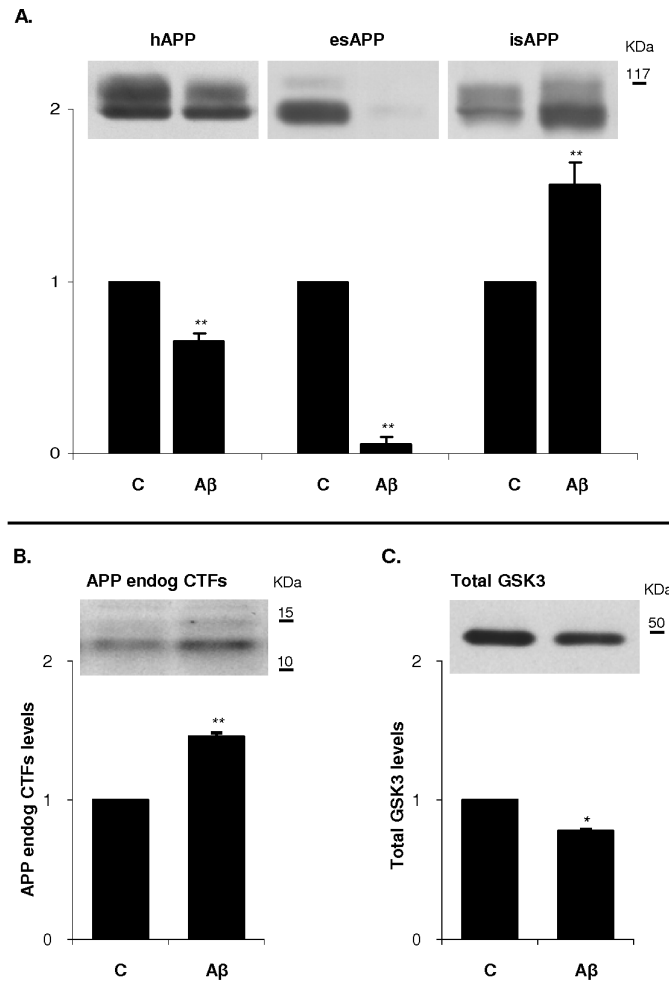 A.
hAPP esAPP isAPP KDa
117
2
**
1
**
**
0
C Aβ C Aβ C Aβ
B. C.
APP endog CTFs KDa Total GSK3 KDa
15 50
10
2 2
**
APP endog CTFs levels Total GSK3 levels
1 1
*
0 0
C Aβ C Aβ